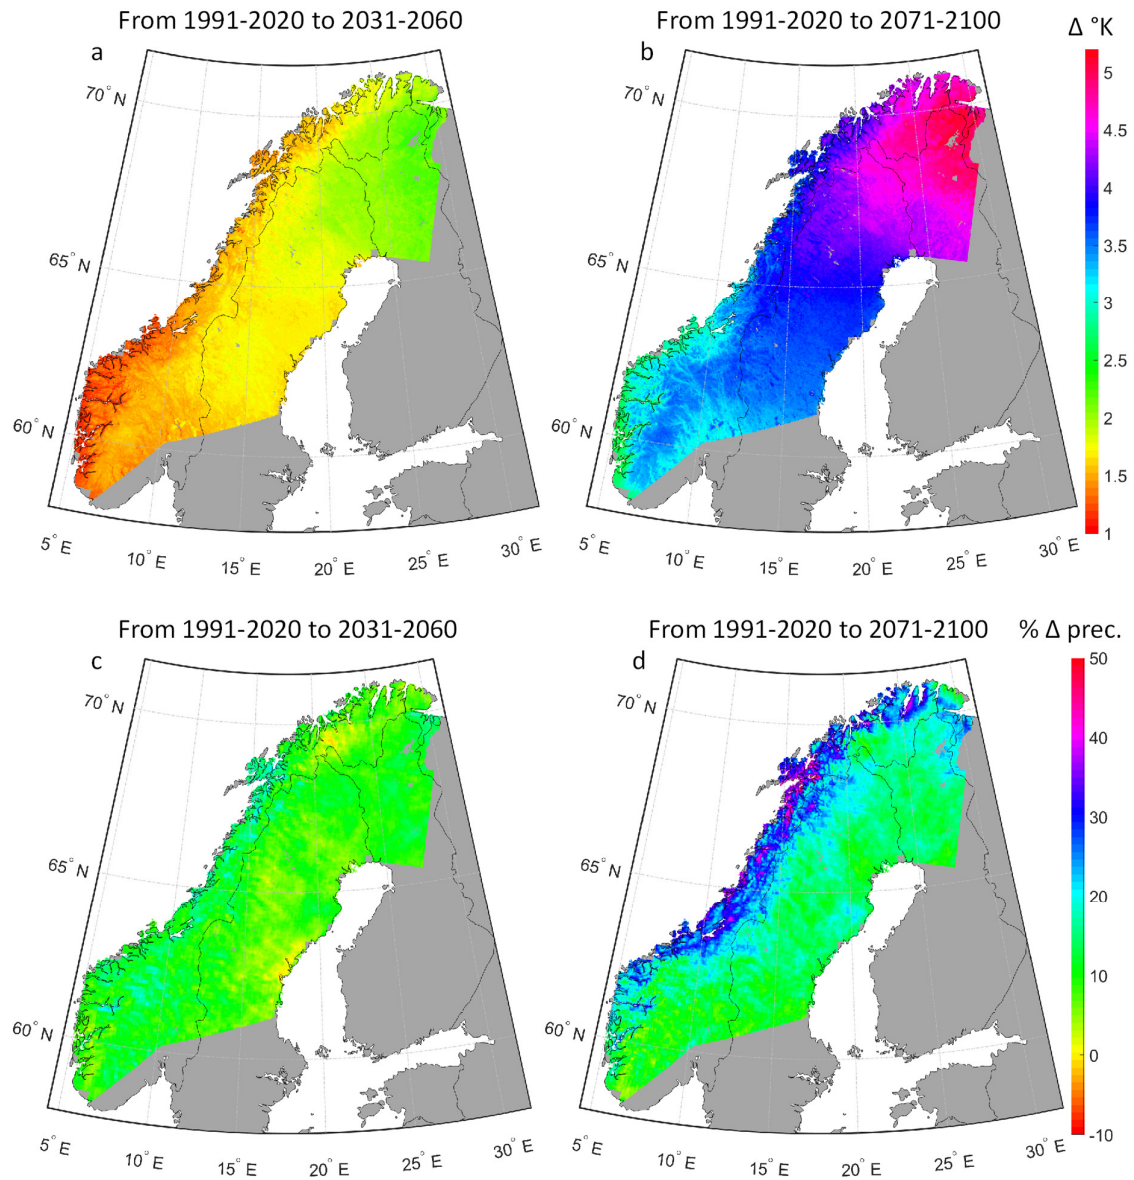 From 1991-2020 to 2031-2060
From 1991-2020 to 2071-2100
Δ °K
a
b
70° N
65° N
60° N
5° E
10° E
15° E
20° E
25° E
30° E
70° N
65° N
60° N
5° E
10° E
15° E
20° E
25° E
30° E
5
4.5
4
3.5
3
2.5
2
1.5
1
From 1991-2020 to 2031-2060
From 1991-2020 to 2071-2100
% Δ prec.
c
d
70° N
65° N
60° N
5° E
10° E
15° E
20° E
25° E
30° E
70° N
65° N
60° N
5° E
10° E
15° E
20° E
25° E
30° E
50
40
30
20
10
0
-10